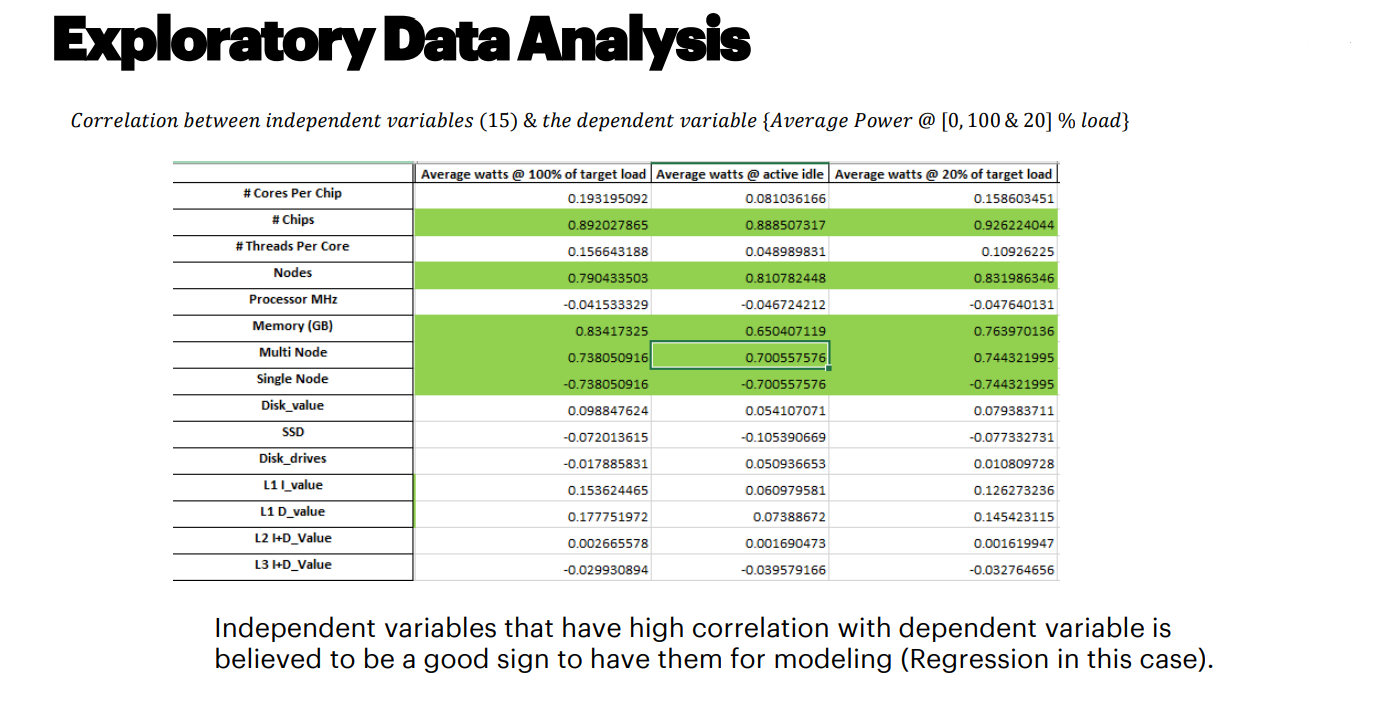 Exploratory Data Analysis
Correlation between independent variables (15) & the dependent variable {Average Power @ [0, 100 & 20] % load}
Average watts @ 100% of target load Average watts @ active idle Average watts @ 20% of target load
# Cores Per Chip 0.193195092 0.081036166 0.158603451
# Chips 0.892027865 0.888507317 0.926224044
# Threads Per Core 0.156643188 0.048989831 0.10926225
Nodes 0.790433503 0.810782448 0.831986346
Processor MHz -0.041533329 -0.046724212 -0.047640131
Memory (GB) 0.83417325 0.650407119 0.763970136
Multi Node 0.738050916 0.700557576 0.744321995
Single Node -0.738050916 -0.700557576 -0.744321995
Disk_value 0.098847624 0.054107071 0.079383711
SSD -0.072013615 -0.105390669 -0.077332731
Disk_drives -0.017885831 0.050936653 0.010809728
L1 I_value 0.153624465 0.060979581 0.126273236
L1 D_value 0.177751972 0.07388672 0.145423115
L2 I+D_Value 0.002665578 0.001690473 0.001619947
L3 I+D_Value -0.029930894 -0.039579166 -0.032764656
Independent variables that have high correlation with dependent variable is
believed to be a good sign to have them for modeling (Regression in this case).